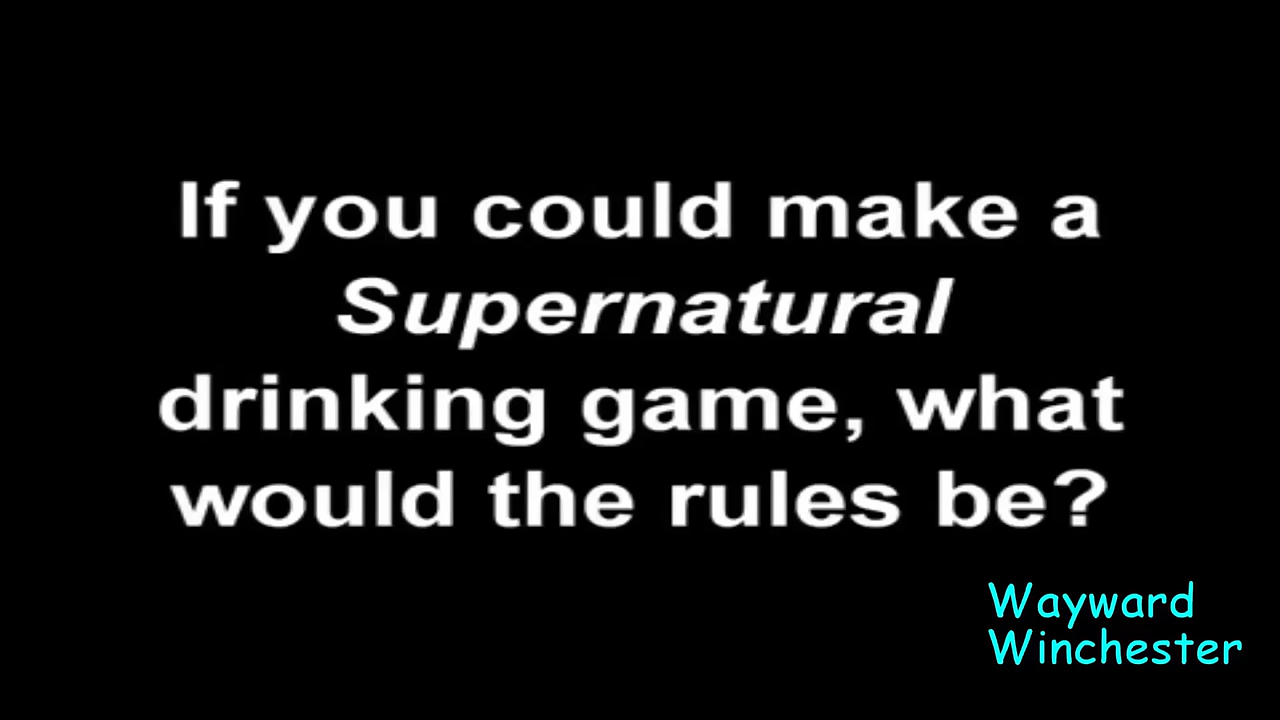 If you could make a
Supernatural
drinking game, what
would the rules be?
Wayward
Winchester